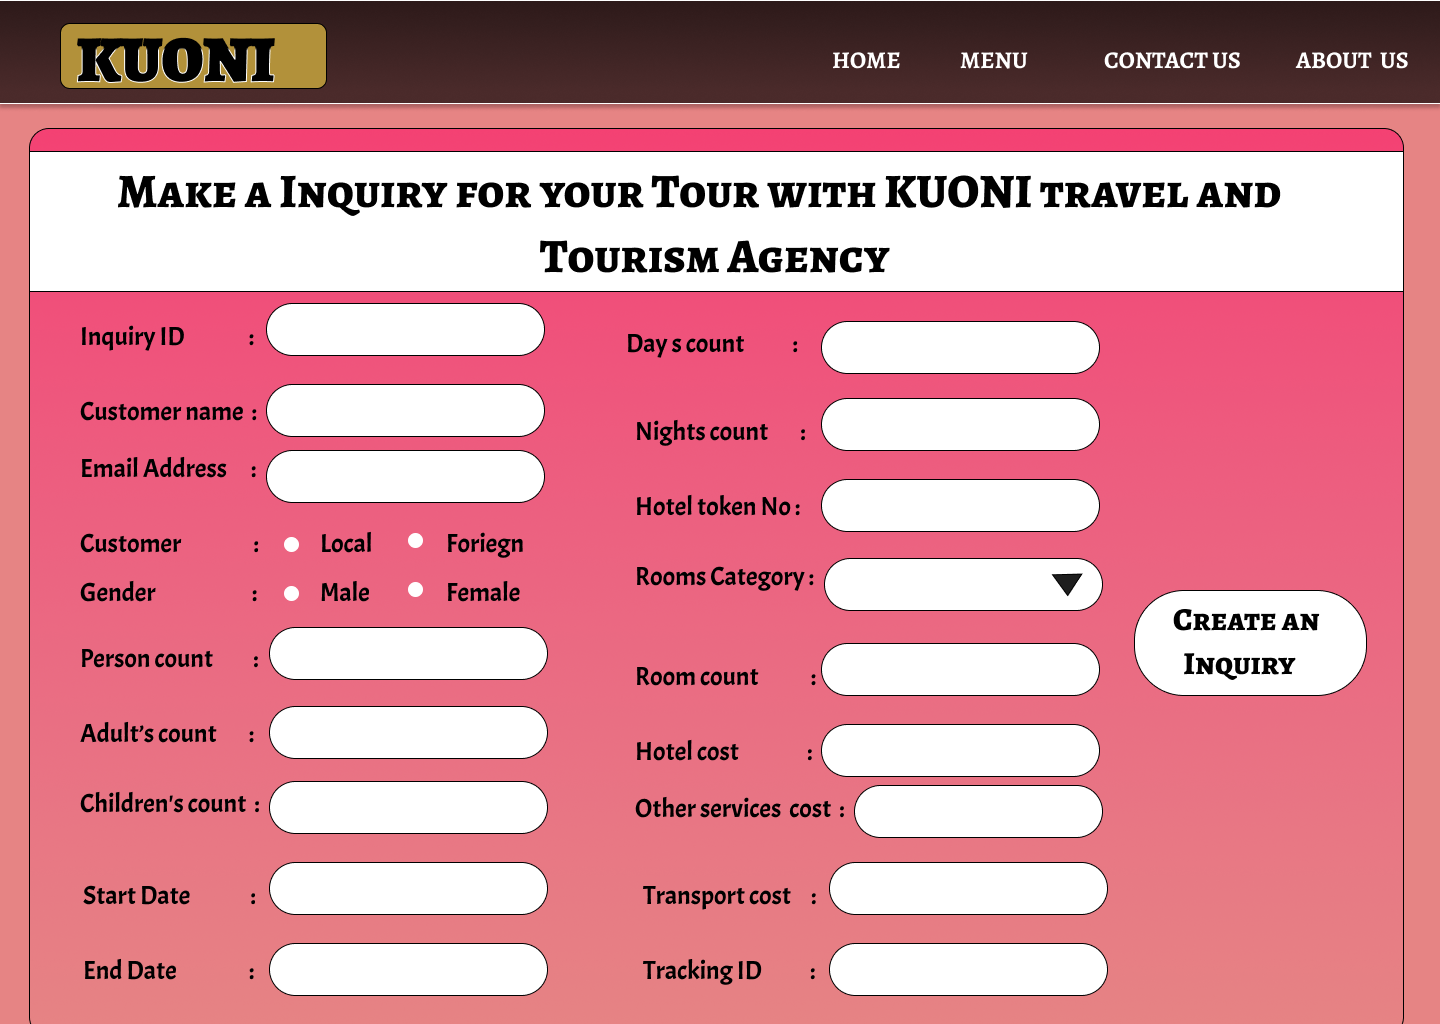 KUONI
HOME MENU CONTACT US ABOUT US
Make a Inquiry for your Tour with KUONI travel and
Tourism Agency
Inquiry ID :
Customer name :
Email Address :
Customer : Local Foriegn
Gender : Male Female
Person count :
Adult’s count :
Children's count :
Start Date :
End Date :
Day s count :
Nights count :
Hotel token No :
Rooms Category :
Room count :
Hotel cost :
Other services cost :
Transport cost :
Tracking ID :
Create an
Inquiry